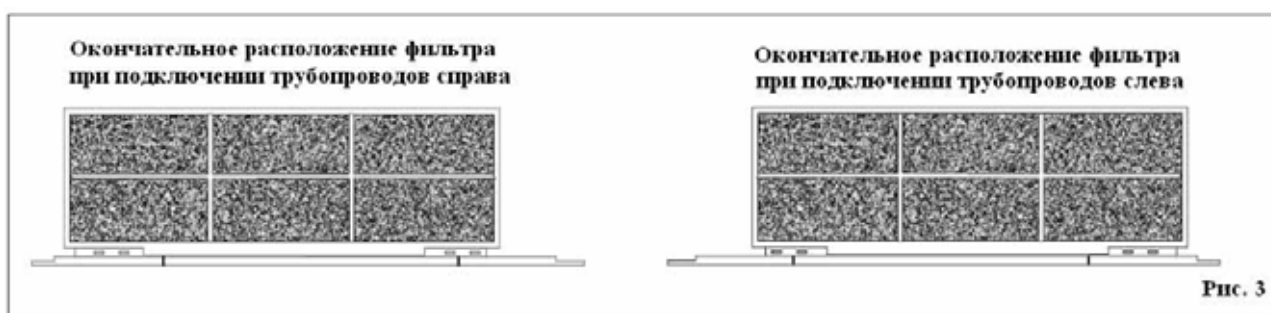 Окончательное расположение фильтра
при подключении трубопроводов справа
Окончательное расположение фильтра
при подключении трубопроводов слева
Рис. 3